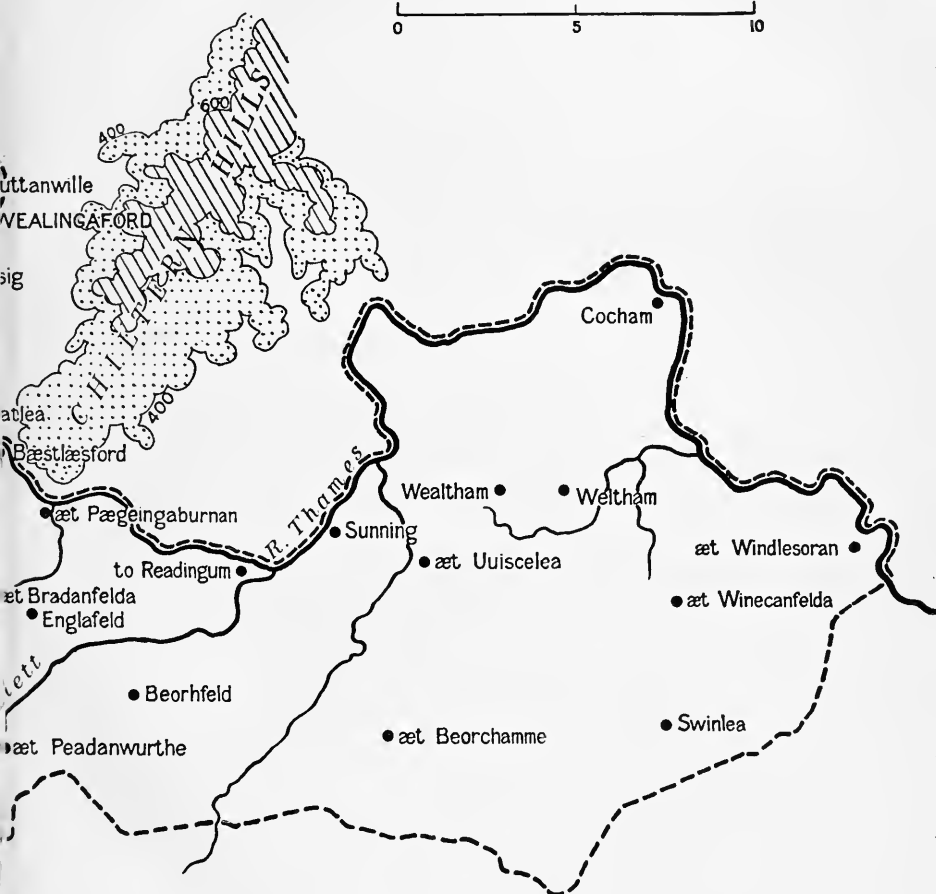 0 5 10
600
400
CHILTERN HILLS
uttanwille
WEALINGAFORD
sig
Cocham
400
atlea
Bæstlæsford
R. Thames
Wealtham
Weltham
æt Pægeingaburnan
Sunning
æt Windlesoran
to Readingum
æt Uuiscelea
æt Bradanfelda
æt Winecanfelda
Englafeld
Beorhfeld
Swinlea
æt Beorchamme
æt Peadanwurthe